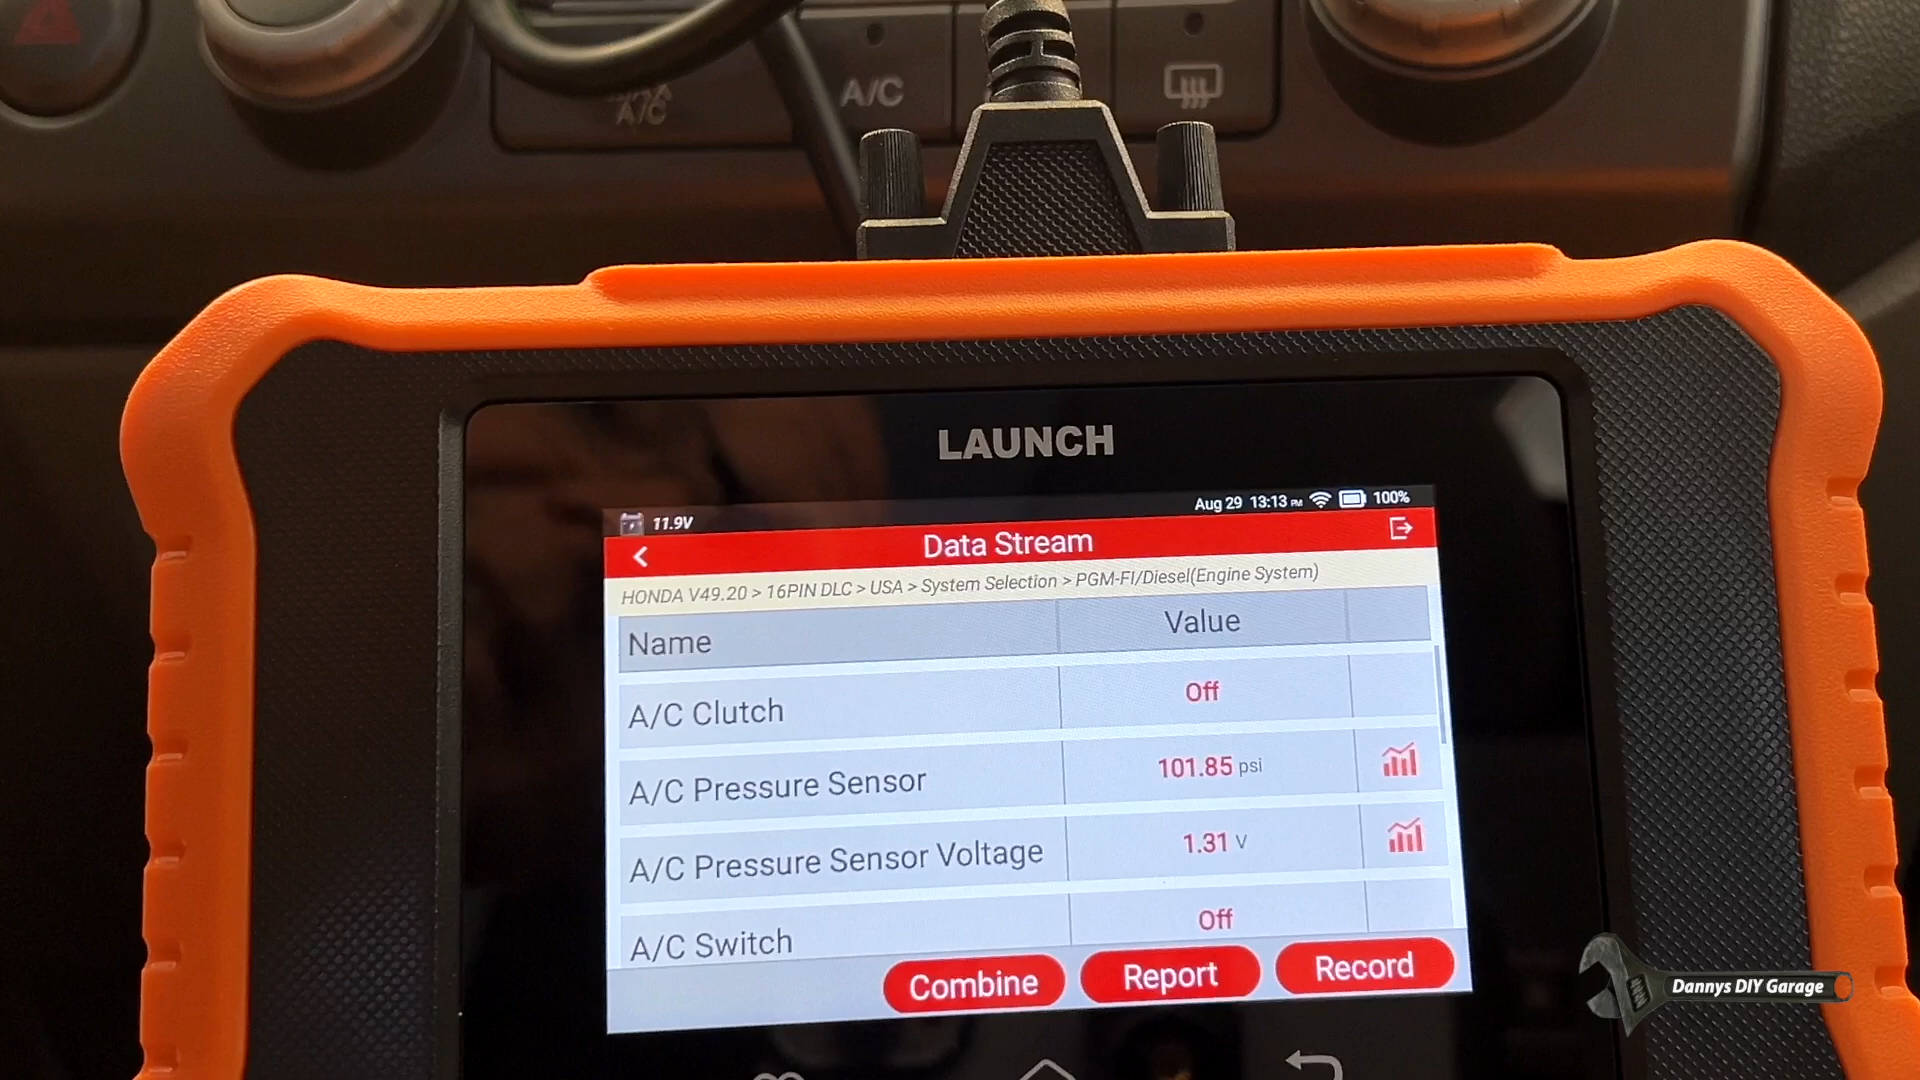 A/C
A/C
LAUNCH
11.9V
Aug 29 13:13 PM 100%
Data Stream
HONDA V49.20 > 16PIN DLC > USA > System Selection > PGM-FI/Diesel(Engine System)
Name Value
A/C Clutch Off
A/C Pressure Sensor 101.85 psi
A/C Pressure Sensor Voltage 1.31 V
A/C Switch Off
Combine Report Record
Dannys DIY Garage